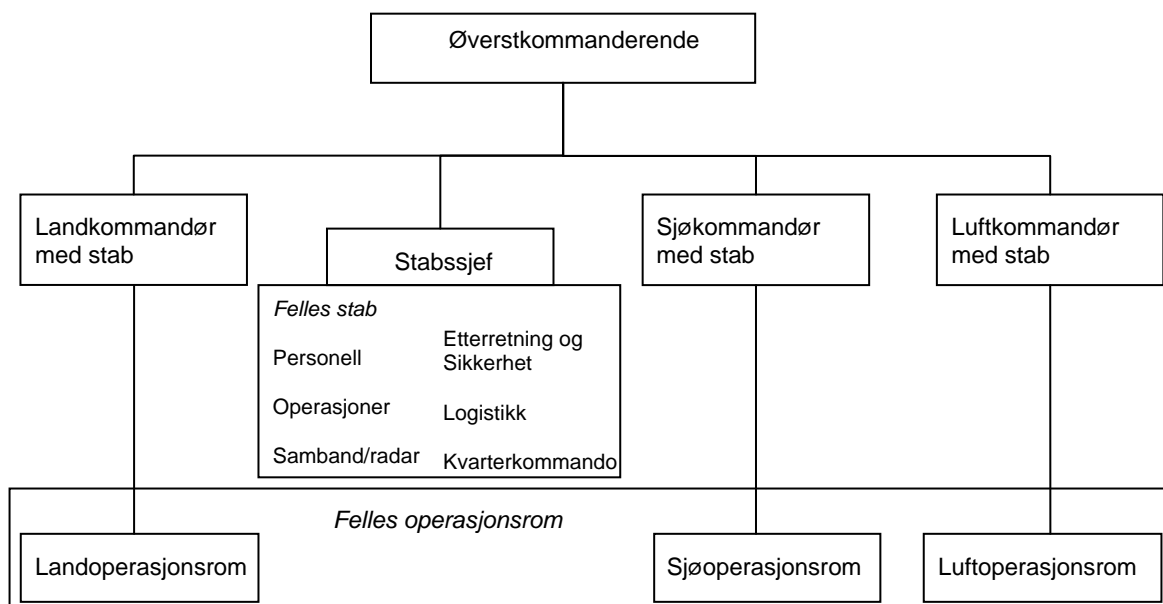 Øverstkommanderende
Landkommandør
med stab
Stabssjef
Sjøkommandør
med stab
Luftkommandør
med stab
Felles stab
Personell
Operasjoner
Samband/radar
Etterretning og
Sikkerhet
Logistikk
Kvarterkommando
Felles operasjonsrom
Landoperasjonsrom
Sjøoperasjonsrom
Luftoperasjonsrom